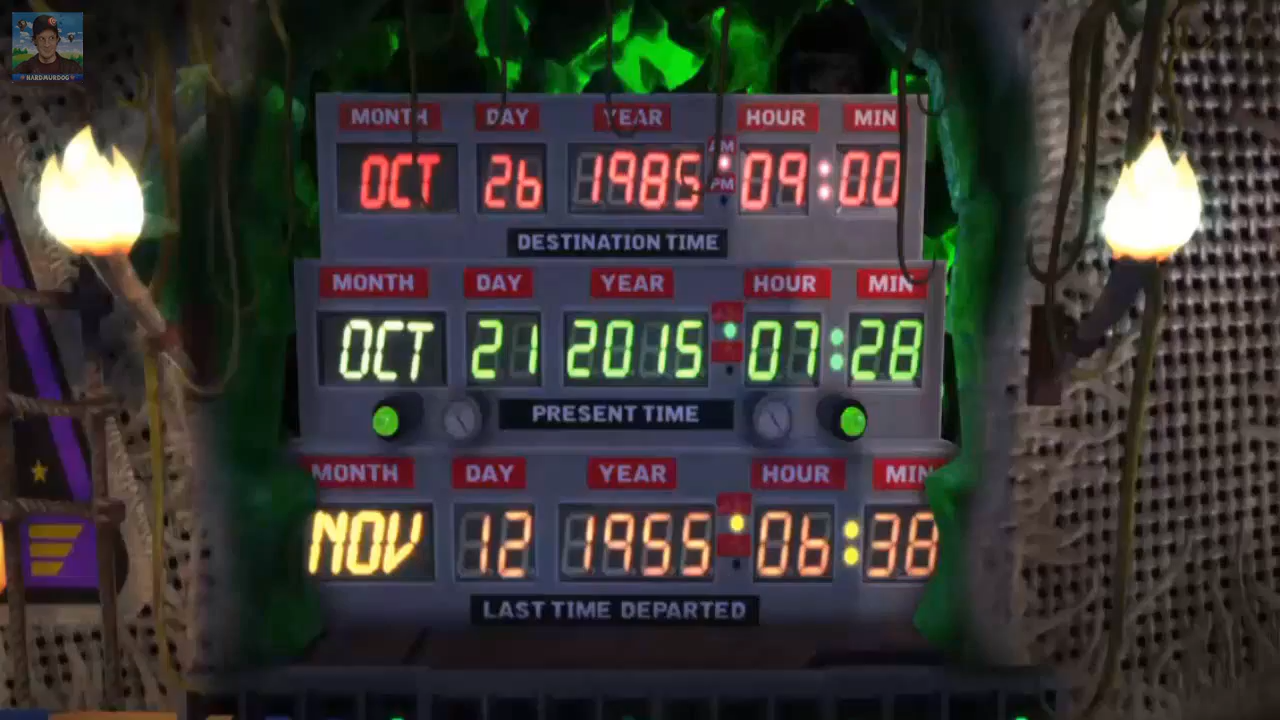 HARDMURDOG
MONTH DAY YEAR HOUR MIN
AM
OCT 26 1985 09:00
PM
DESTINATION TIME
MONTH DAY YEAR HOUR MIN
OCT 21 2015 07:28
PRESENT TIME
MONTH DAY YEAR HOUR MIN
NOV 12 1955 06:38
LAST TIME DEPARTED